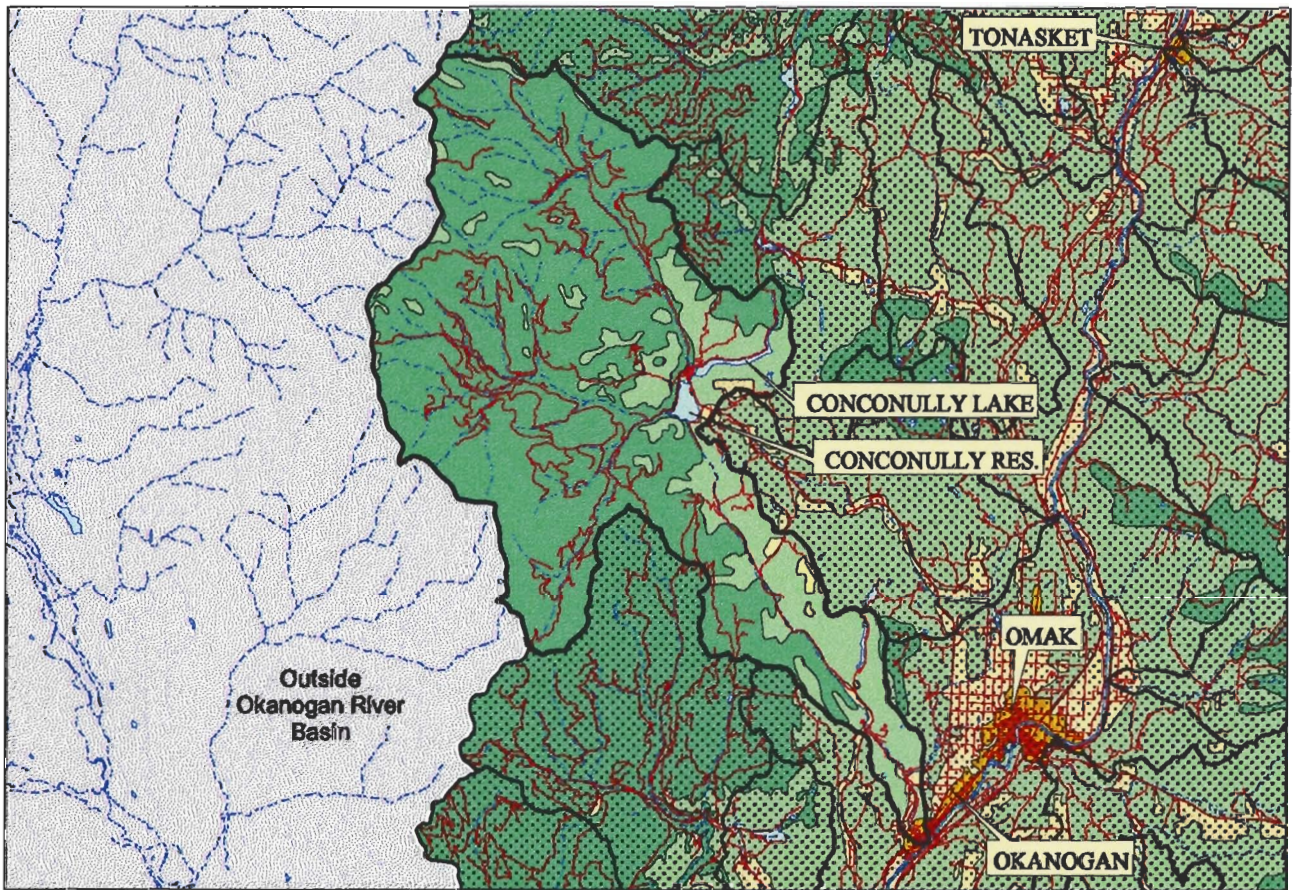 TONASKET
CONCONULLY LAKE
CONCONULLY RES.
OMAK
Outside
Okanogan River
Basin
OKANOGAN